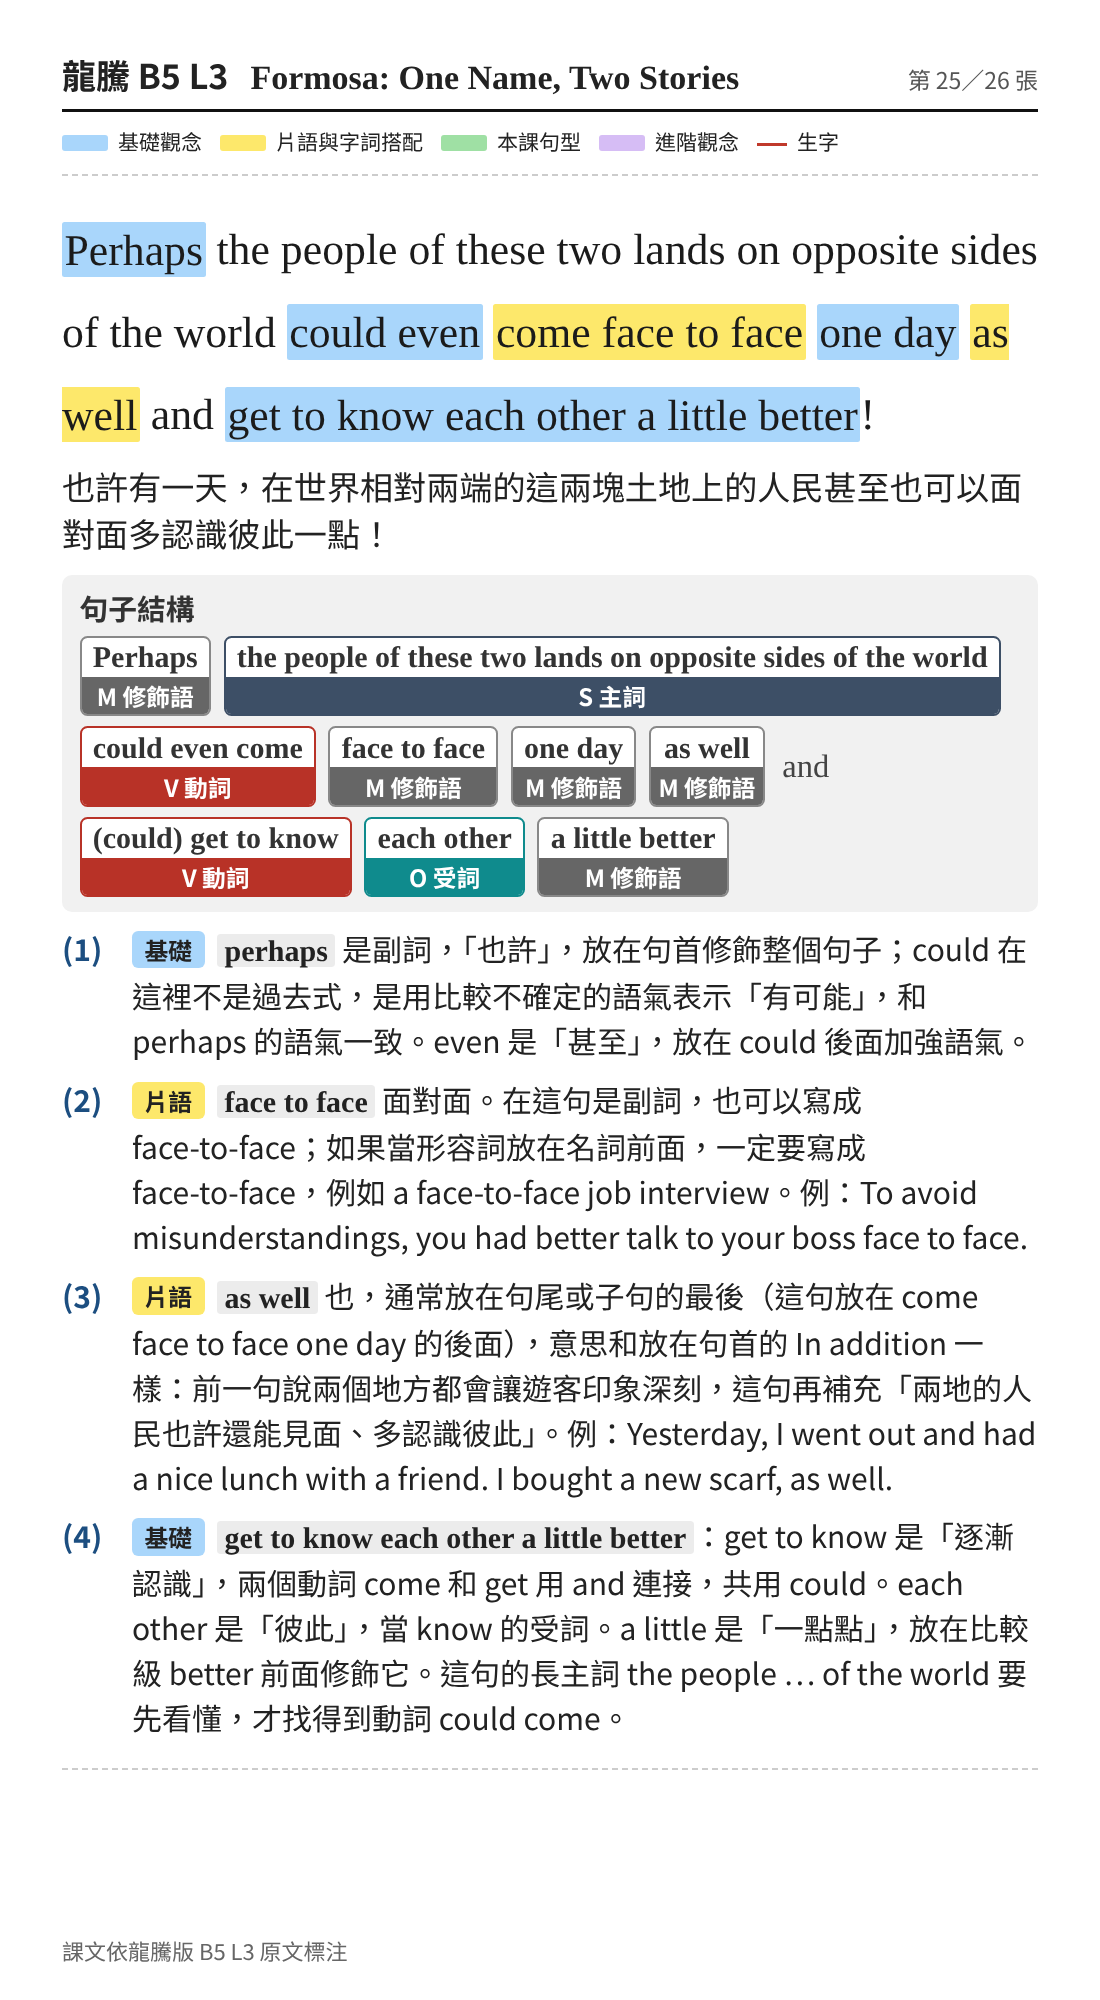 龍騰 B5 L3 Formosa: One Name, Two Stories 第 25／26 張
基礎觀念 片語與字詞搭配 本課句型 進階觀念 生字
Perhaps the people of these two lands on opposite sides
of the world could even come face to face one day as
well and get to know each other a little better!
也許有一天，在世界相對兩端的這兩塊土地上的人民甚至也可以面
對面多認識彼此一點！
句子結構
Perhaps the people of these two lands on opposite sides of the world
M 修飾語 S 主詞
could even come face to face one day as well and
V 動詞 M 修飾語 M 修飾語 M 修飾語
(could) get to know each other a little better
V 動詞 O 受詞 M 修飾語
(1) 基礎 perhaps 是副詞，「也許」，放在句首修飾整個句子；could 在
這裡不是過去式，是用比較不確定的語氣表示「有可能」，和
perhaps 的語氣一致。even 是「甚至」，放在 could 後面加強語氣。
(2) 片語 face to face 面對面。在這句是副詞，也可以寫成
face-to-face；如果當形容詞放在名詞前面，一定要寫成
face-to-face，例如 a face-to-face job interview。例：To avoid
misunderstandings, you had better talk to your boss face to face.
(3) 片語 as well 也，通常放在句尾或子句的最後（這句放在 come
face to face one day 的後面），意思和放在句首的 In addition 一
樣：前一句說兩個地方都會讓遊客印象深刻，這句再補充「兩地的人
民也許還能見面、多認識彼此」。例：Yesterday, I went out and had
a nice lunch with a friend. I bought a new scarf, as well.
(4) 基礎 get to know each other a little better：get to know 是「逐漸
認識」，兩個動詞 come 和 get 用 and 連接，共用 could。each
other 是「彼此」，當 know 的受詞。a little 是「一點點」，放在比較
級 better 前面修飾它。這句的長主詞 the people … of the world 要
先看懂，才找得到動詞 could come。
課文依龍騰版 B5 L3 原文標注